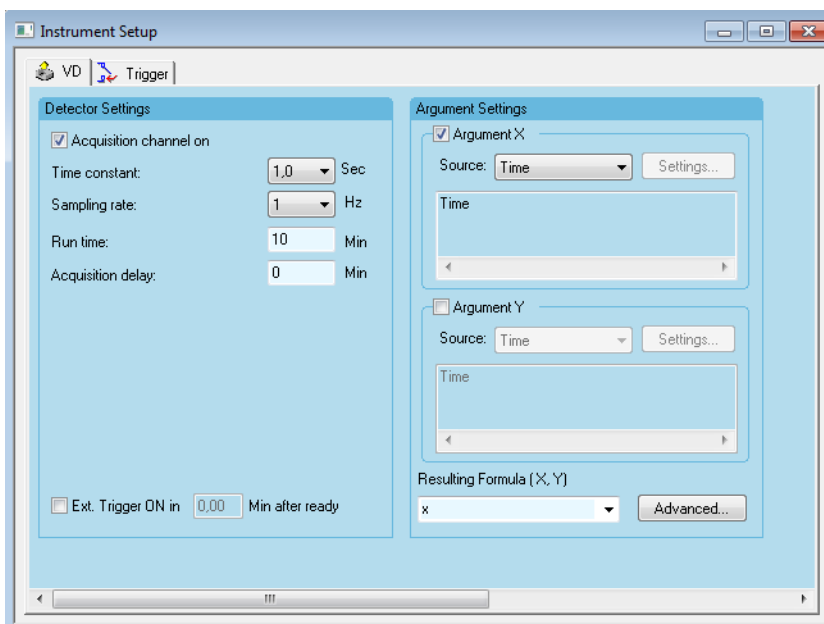 Instrument Setup
VD
Trigger
Detector Settings
Acquisition channel on
Time constant: 1,0 Sec
Sampling rate: 1 Hz
Run time: 10 Min
Acquisition delay: 0 Min
Ext. Trigger ON in 0,00 Min after ready
Argument Settings
Argument X
Source: Time Settings...
Time
Argument Y
Source: Time Settings...
Time
Resulting Formula (X, Y)
x Advanced...